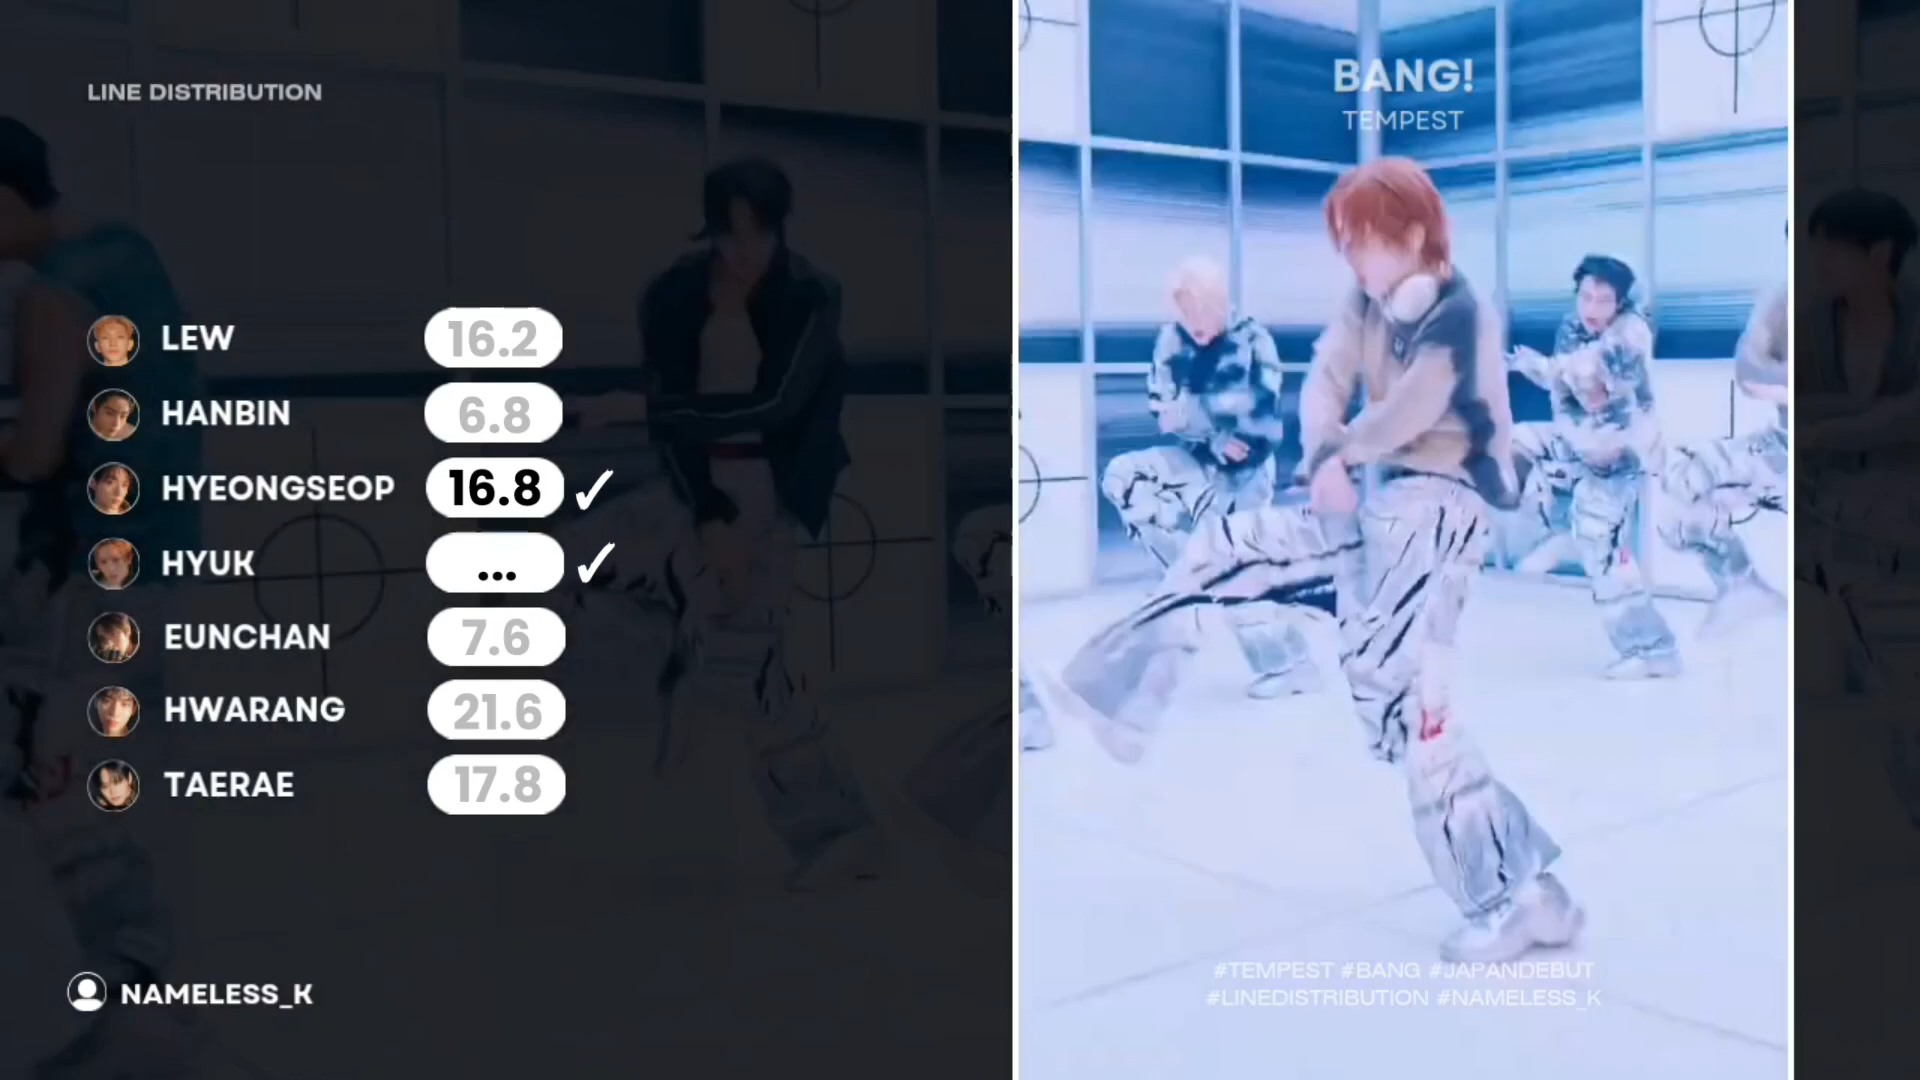 LINE DISTRIBUTION
LEW 16.2
HANBIN 6.8
HYEONGSEOP 16.8 ✓
HYUK ... ✓
EUNCHAN 7.6
HWARANG 21.6
TAERAE 17.8
NAMELESS_K
BANG!
TEMPEST
#TEMPEST #BANG #JAPANDEBUT
#LINEDISTRIBUTION #NAMELESS_K